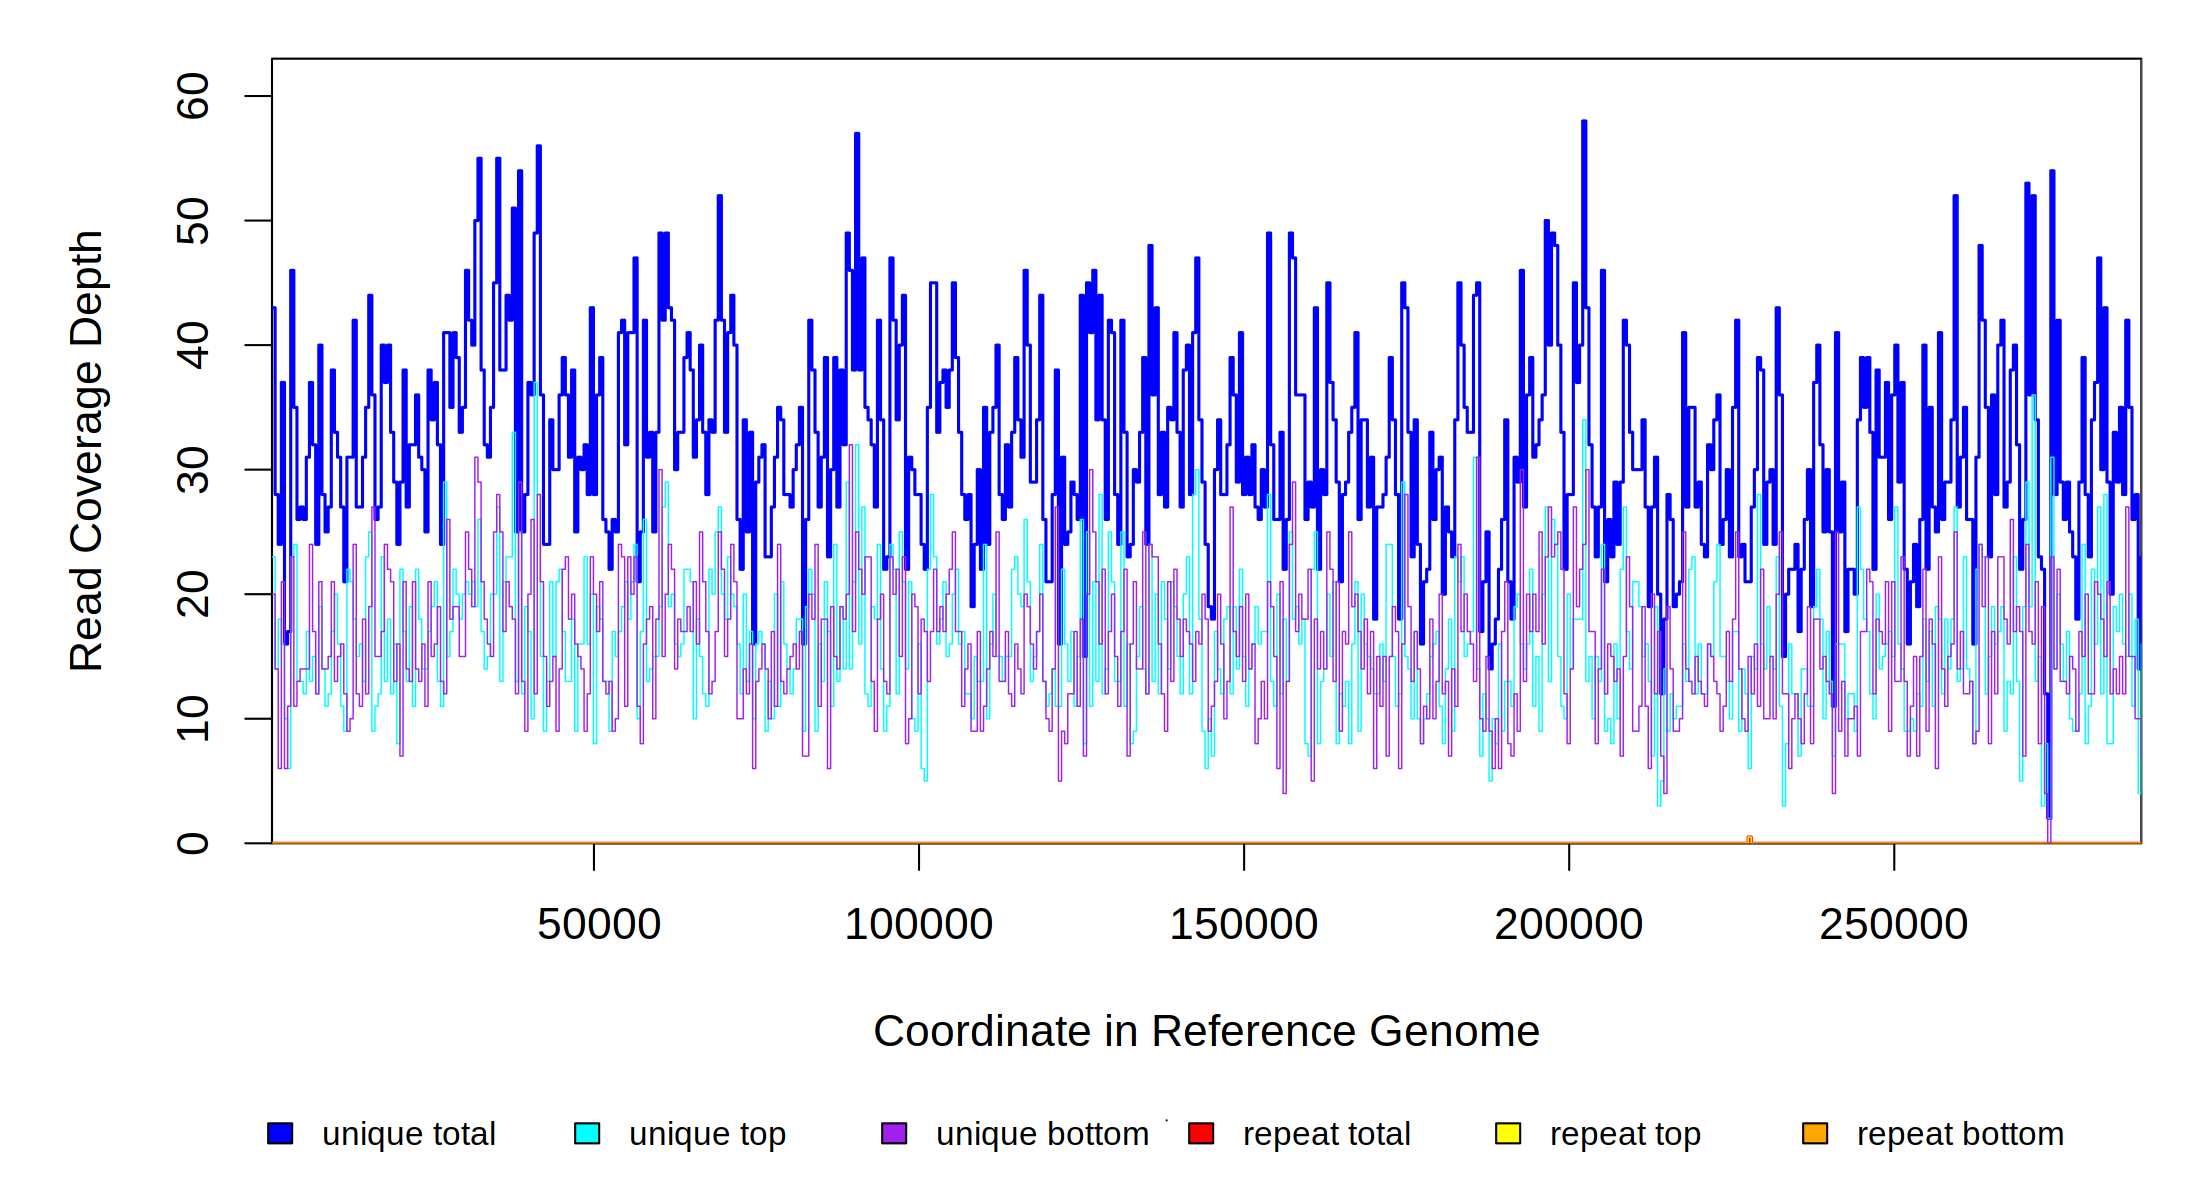 60
50
40
30
20
10
0
Read Coverage Depth
50000 100000 150000 200000 250000
Coordinate in Reference Genome
unique total unique top unique bottom repeat total repeat top repeat bottom